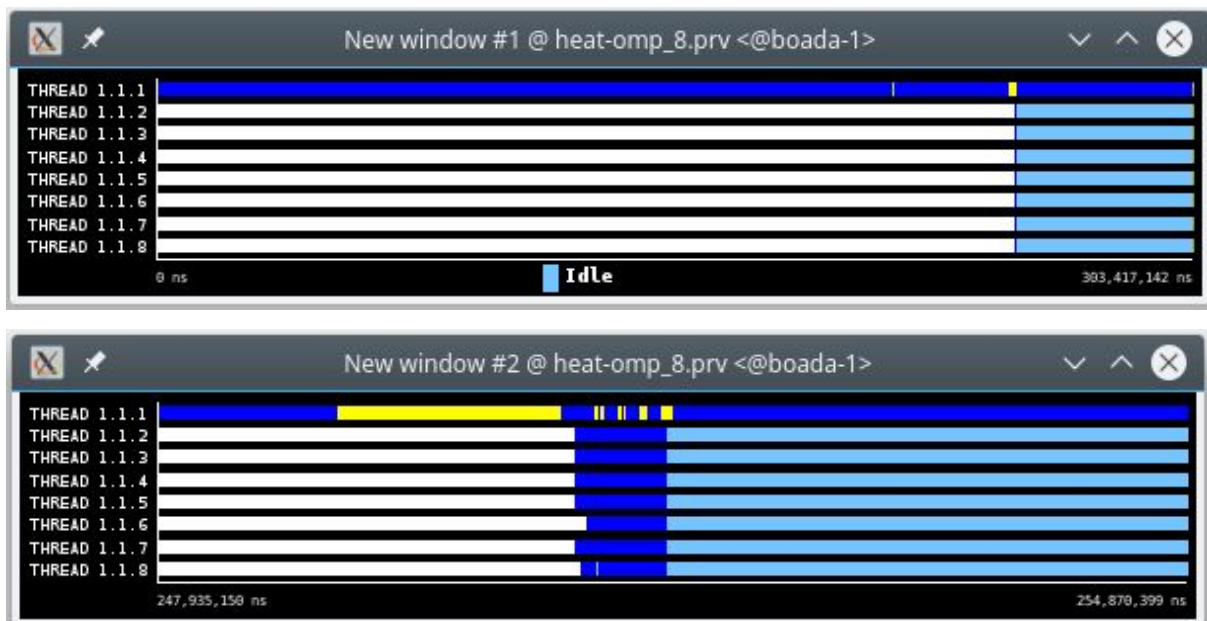 New window #1 @ heat-omp_8.prv <@boada-1>
THREAD 1.1.1
THREAD 1.1.2
THREAD 1.1.3
THREAD 1.1.4
THREAD 1.1.5
THREAD 1.1.6
THREAD 1.1.7
THREAD 1.1.8
0 ns Idle 303,417,142 ns
New window #2 @ heat-omp_8.prv <@boada-1>
THREAD 1.1.1
THREAD 1.1.2
THREAD 1.1.3
THREAD 1.1.4
THREAD 1.1.5
THREAD 1.1.6
THREAD 1.1.7
THREAD 1.1.8
247,935,150 ns 254,870,399 ns